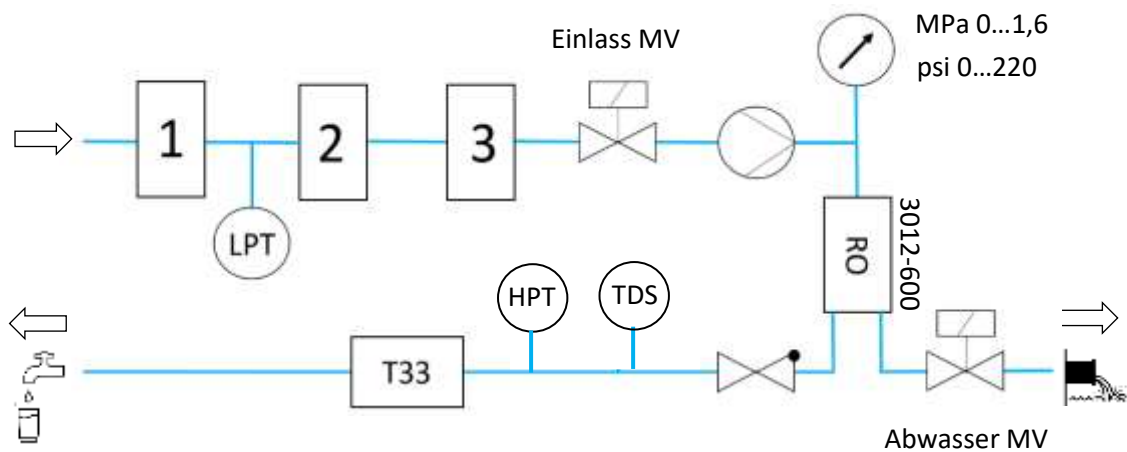 Einlass MV
MPa 0...1,6
psi 0...220
1
2
3
LPT
RO
3012-600
HPT
TDS
T33
Abwasser MV